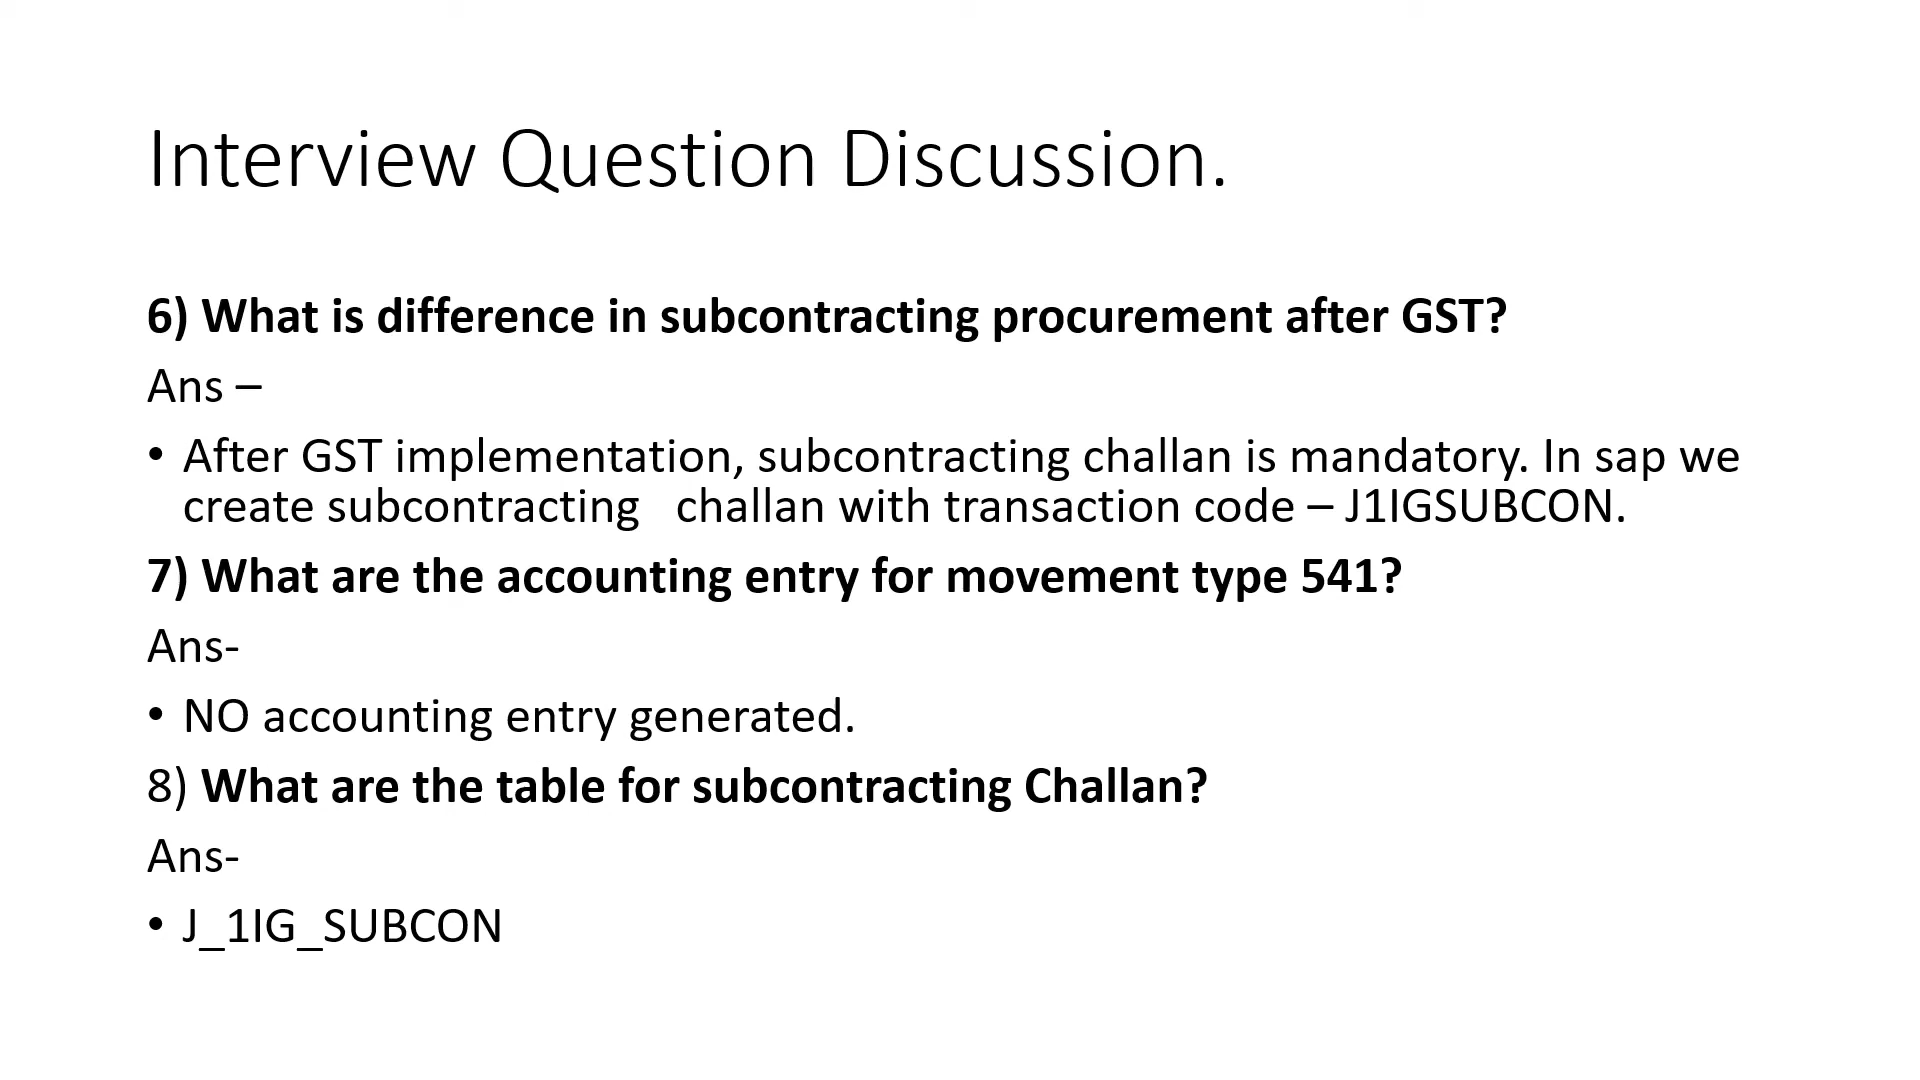 Interview Question Discussion.
6) What is difference in subcontracting procurement after GST?
Ans –
• After GST implementation, subcontracting challan is mandatory. In sap we
create subcontracting   challan with transaction code – J1IGSUBCON.
7) What are the accounting entry for movement type 541?
Ans-
• NO accounting entry generated.
8) What are the table for subcontracting Challan?
Ans-
• J_1IG_SUBCON